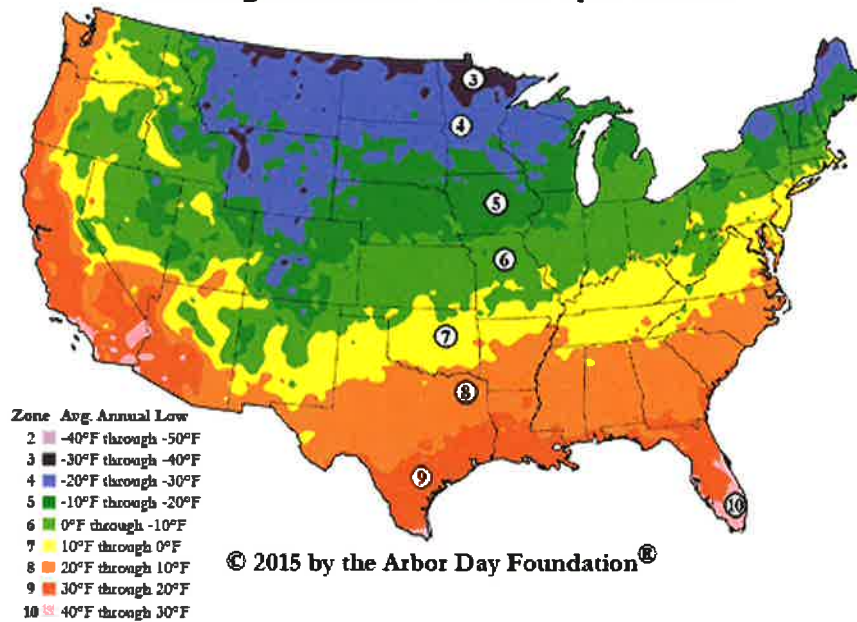 3
4
5
6
7
8
9
10
Zone Avg. Annual Low
2 -40°F through -50°F
3 -30°F through -40°F
4 -20°F through -30°F
5 -10°F through -20°F
6 0°F through -10°F
7 10°F through 0°F
8 20°F through 10°F
9 30°F through 20°F
10 40°F through 30°F
© 2015 by the Arbor Day Foundation®